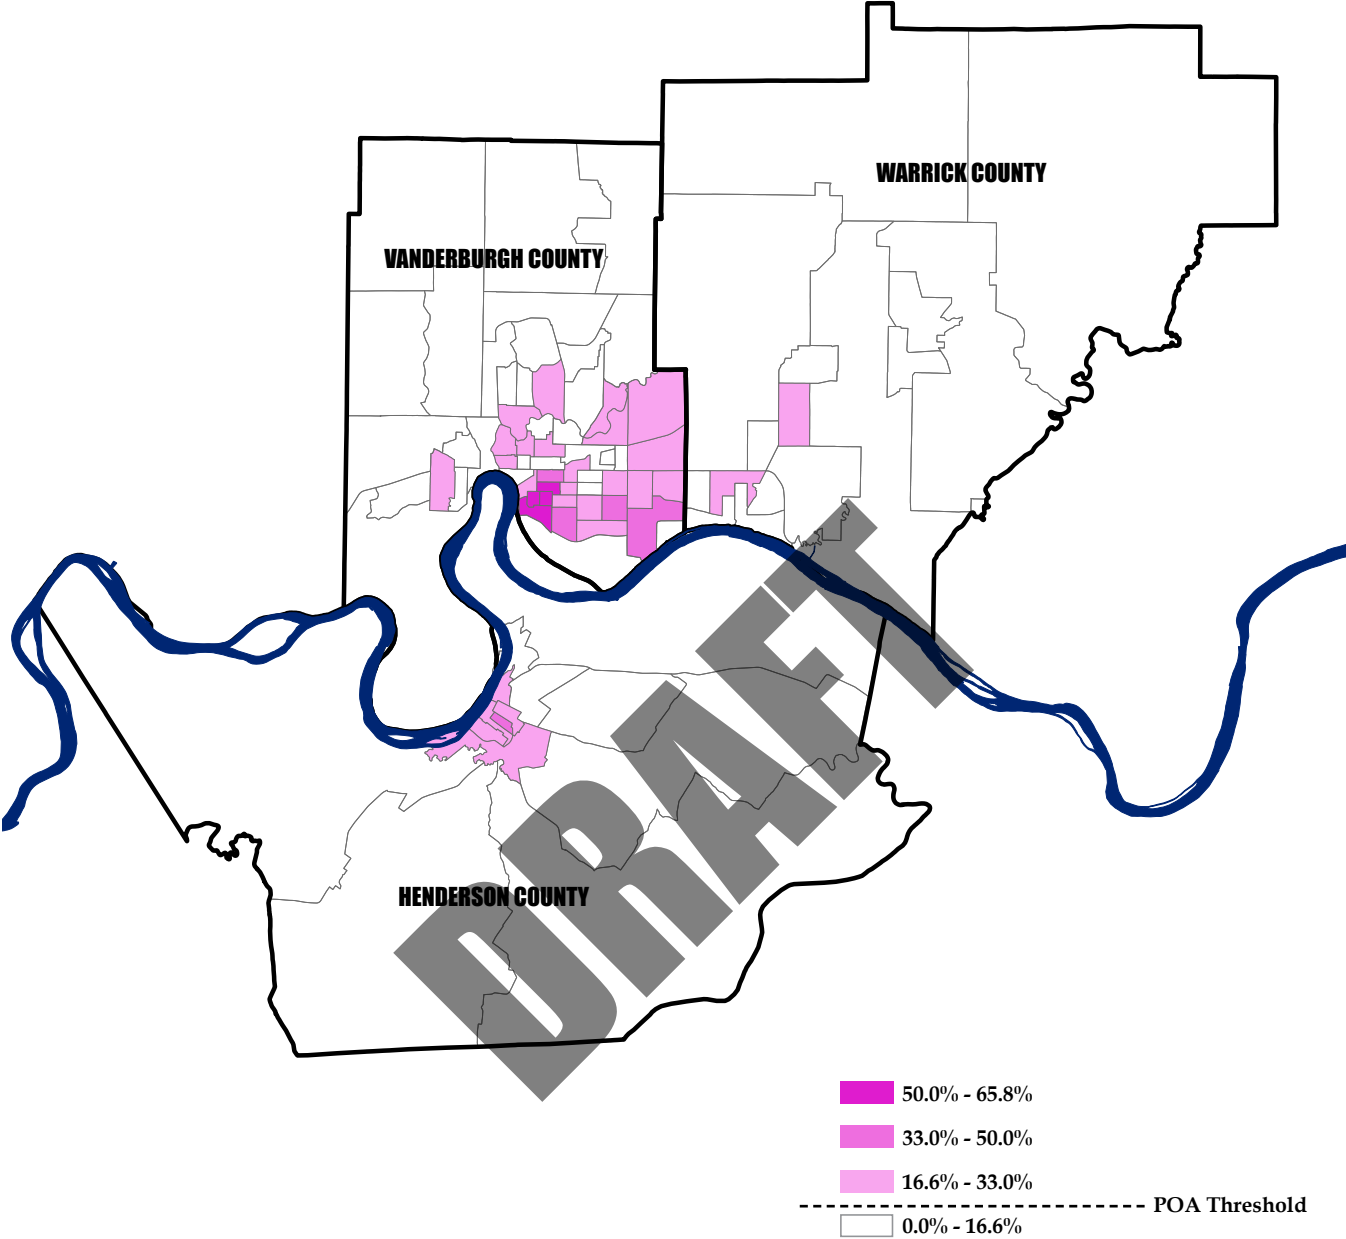 WARRICK COUNTY
VANDERBURGH COUNTY
DRAFT
HENDERSON COUNTY
50.0% - 65.8%
33.0% - 50.0%
16.6% - 33.0%
POA Threshold
0.0% - 16.6%